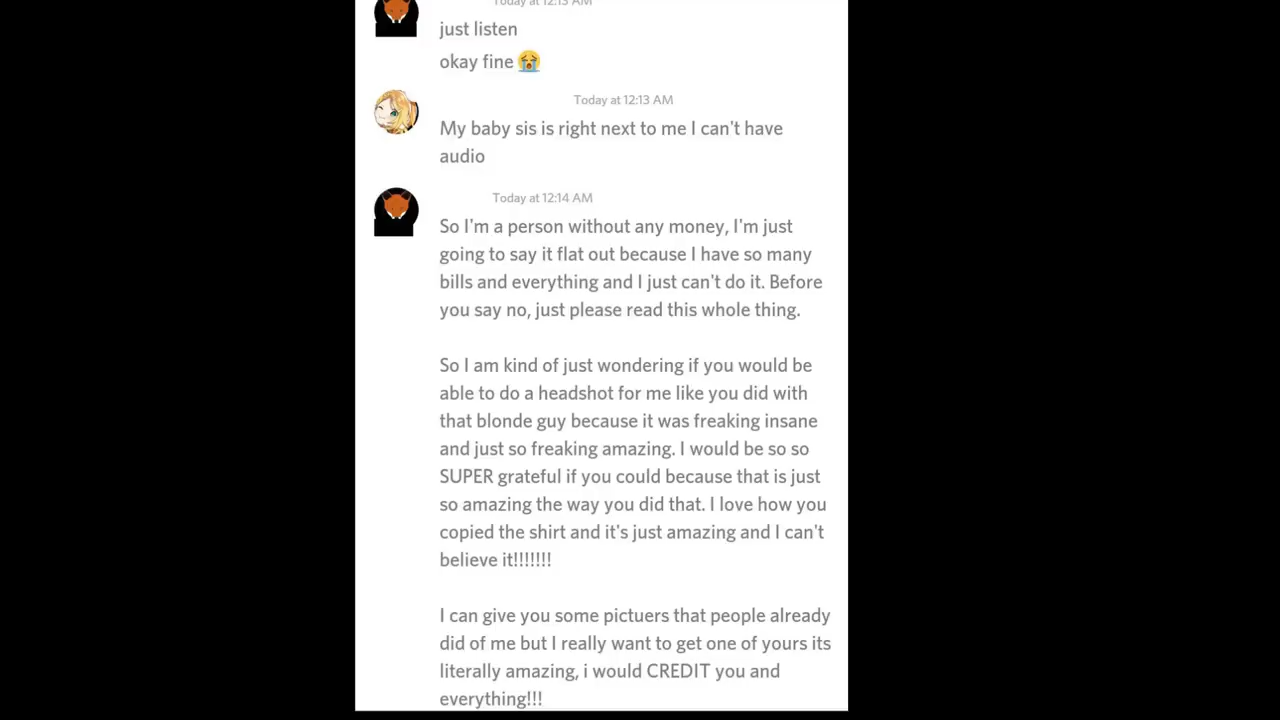 Today at 12:13 AM
just listen
okay fine 😭
Today at 12:13 AM
My baby sis is right next to me I can't have
audio
Today at 12:14 AM
So I'm a person without any money, I'm just
going to say it flat out because I have so many
bills and everything and I just can't do it. Before
you say no, just please read this whole thing.
So I am kind of just wondering if you would be
able to do a headshot for me like you did with
that blonde guy because it was freaking insane
and just so freaking amazing. I would be so so
SUPER grateful if you could because that is just
so amazing the way you did that. I love how you
copied the shirt and it's just amazing and I can't
believe it!!!!!!!
I can give you some pictuers that people already
did of me but I really want to get one of yours its
literally amazing, i would CREDIT you and
everything!!!